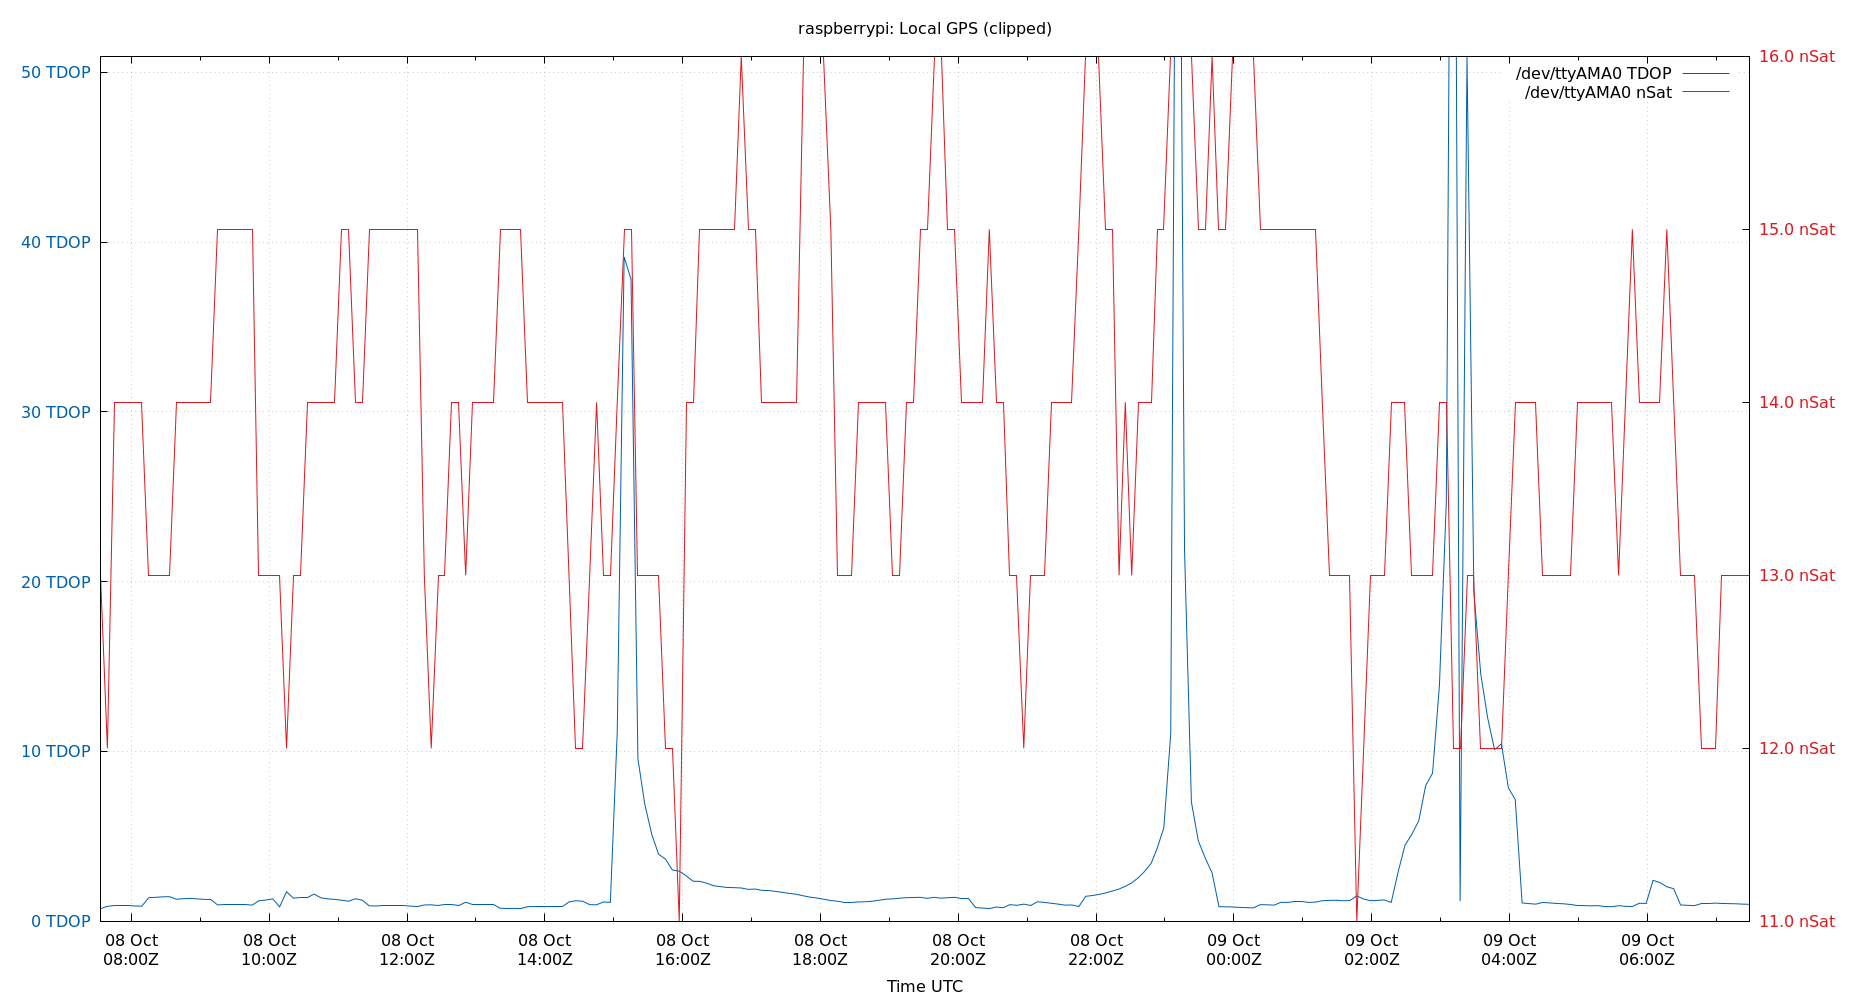 raspberrypi: Local GPS (clipped)
50 TDOP
40 TDOP
30 TDOP
20 TDOP
10 TDOP
0 TDOP
16.0 nSat
15.0 nSat
14.0 nSat
13.0 nSat
12.0 nSat
11.0 nSat
/dev/ttyAMA0 TDOP
/dev/ttyAMA0 nSat
08 Oct
08:00Z
08 Oct
10:00Z
08 Oct
12:00Z
08 Oct
14:00Z
08 Oct
16:00Z
08 Oct
18:00Z
08 Oct
20:00Z
08 Oct
22:00Z
09 Oct
00:00Z
09 Oct
02:00Z
09 Oct
04:00Z
09 Oct
06:00Z
Time UTC